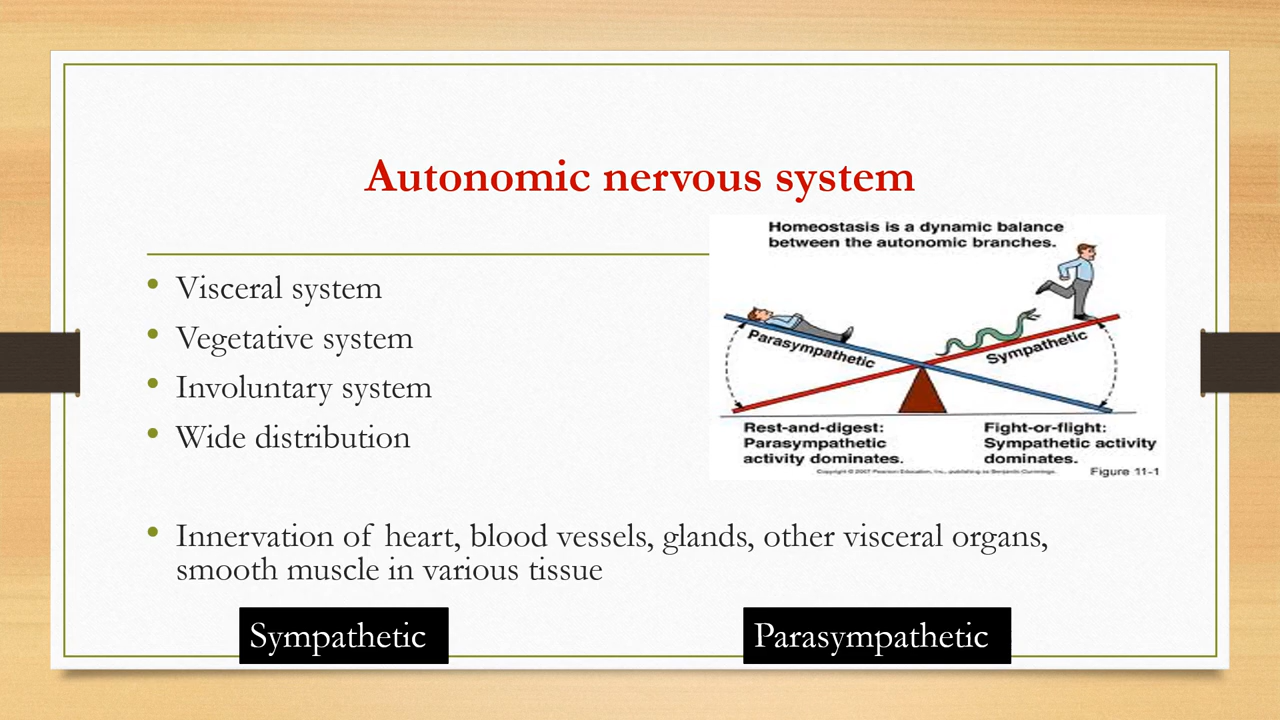 Autonomic nervous system
Homeostasis is a dynamic balance
between the autonomic branches.
• Visceral system
• Vegetative system
• Involuntary system
• Wide distribution
Parasympathetic
Sympathetic
Rest-and-digest:
Parasympathetic
activity dominates.
Fight-or-flight:
Sympathetic activity
dominates.
Copyright © 2007 Pearson Education, Inc., publishing as Benjamin Cummings.
Figure 11-1
• Innervation of heart, blood vessels, glands, other visceral organs,
smooth muscle in various tissue
Sympathetic
Parasympathetic